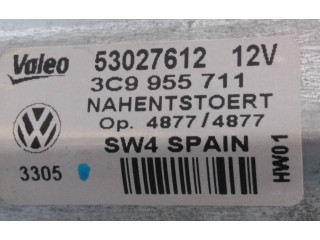 Valeo 53027612 12V
3C9 955 711
NAHENTSTOERT
Op. 4877/4877
SW4 SPAIN
3305
HW01